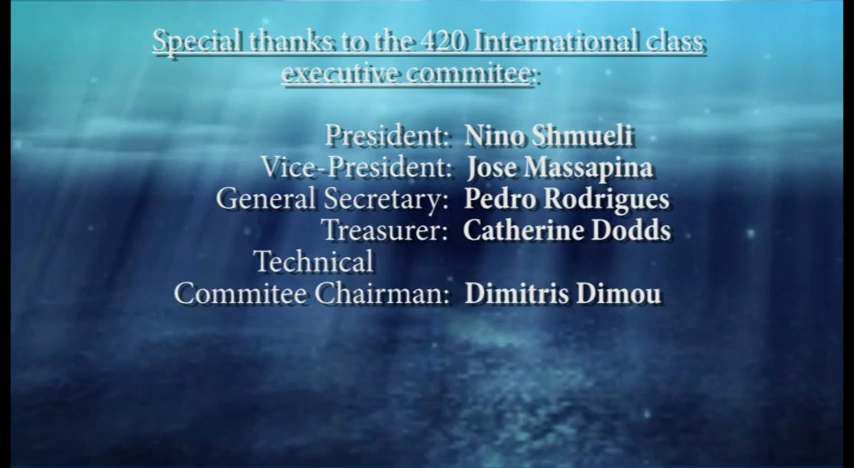 Special thanks to the 420 International class
executive commitee:
President: Nino Shmueli
Vice-President: Jose Massapina
General Secretary: Pedro Rodrigues
Treasurer: Catherine Dodds
Technical
Commitee Chairman: Dimitris Dimou